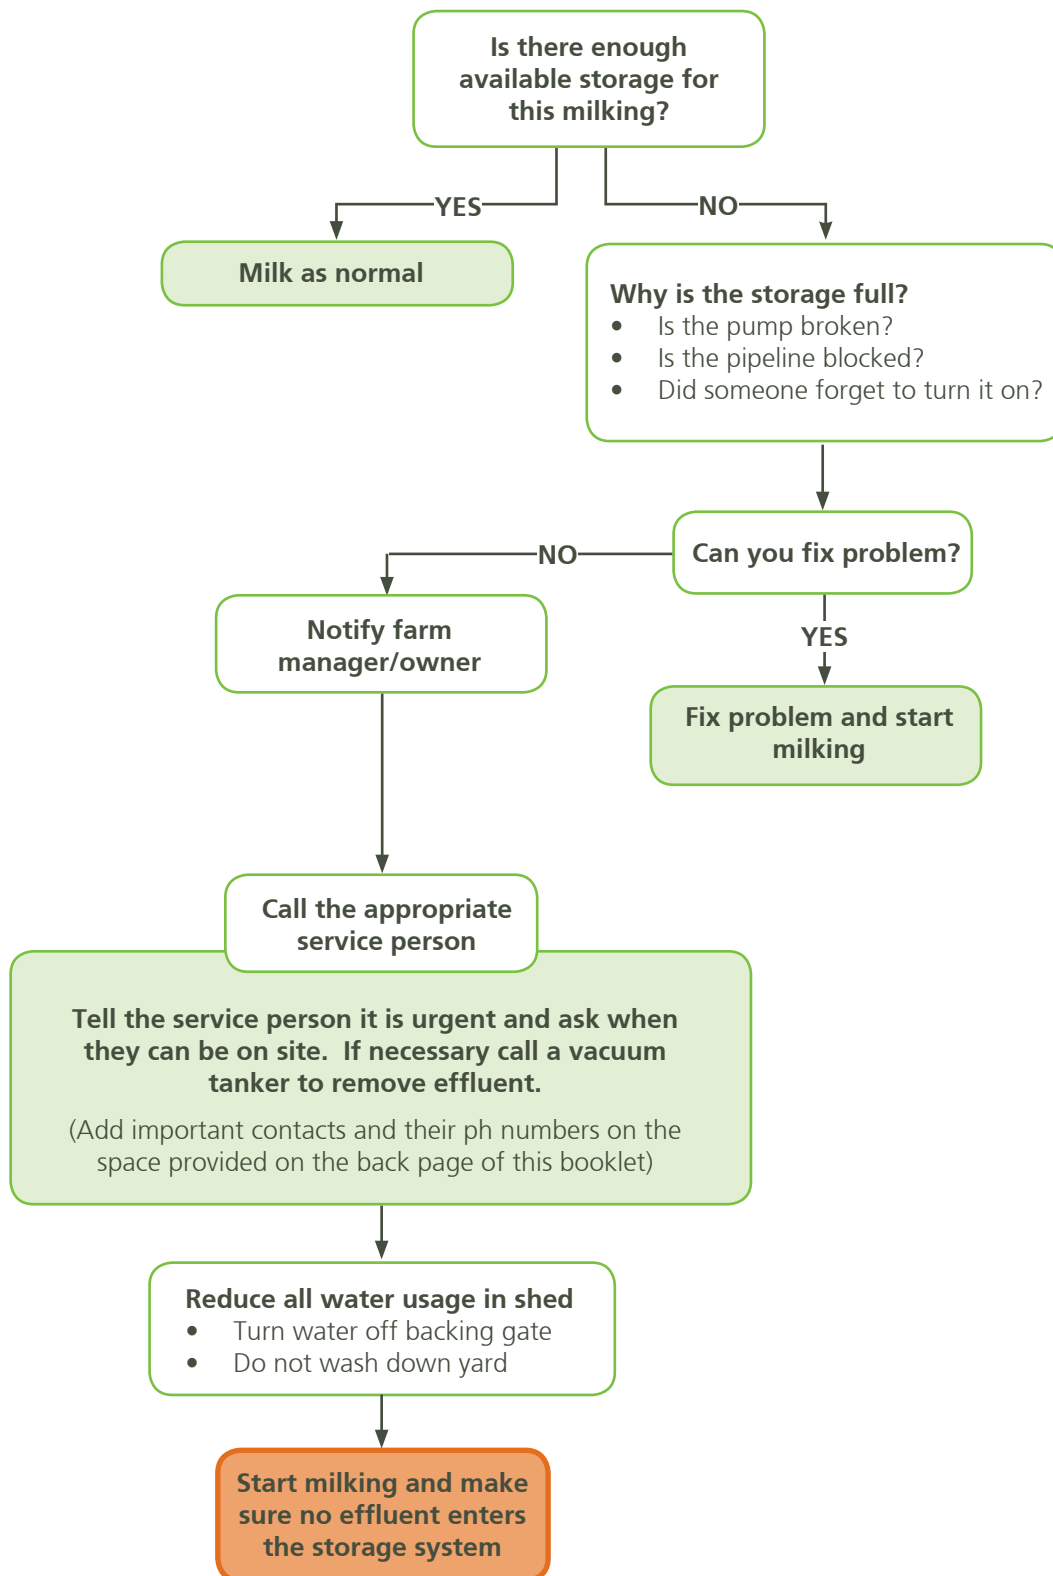 Is there enough
available storage for
this milking?
YES
NO
Milk as normal
Why is the storage full?
• Is the pump broken?
• Is the pipeline blocked?
• Did someone forget to turn it on?
Can you fix problem?
NO
YES
Notify farm
manager/owner
Fix problem and start
milking
Call the appropriate
service person
Tell the service person it is urgent and ask when
they can be on site.  If necessary call a vacuum
tanker to remove effluent.
(Add important contacts and their ph numbers on the
space provided on the back page of this booklet)
Reduce all water usage in shed
• Turn water off backing gate
• Do not wash down yard
Start milking and make
sure no effluent enters
the storage system